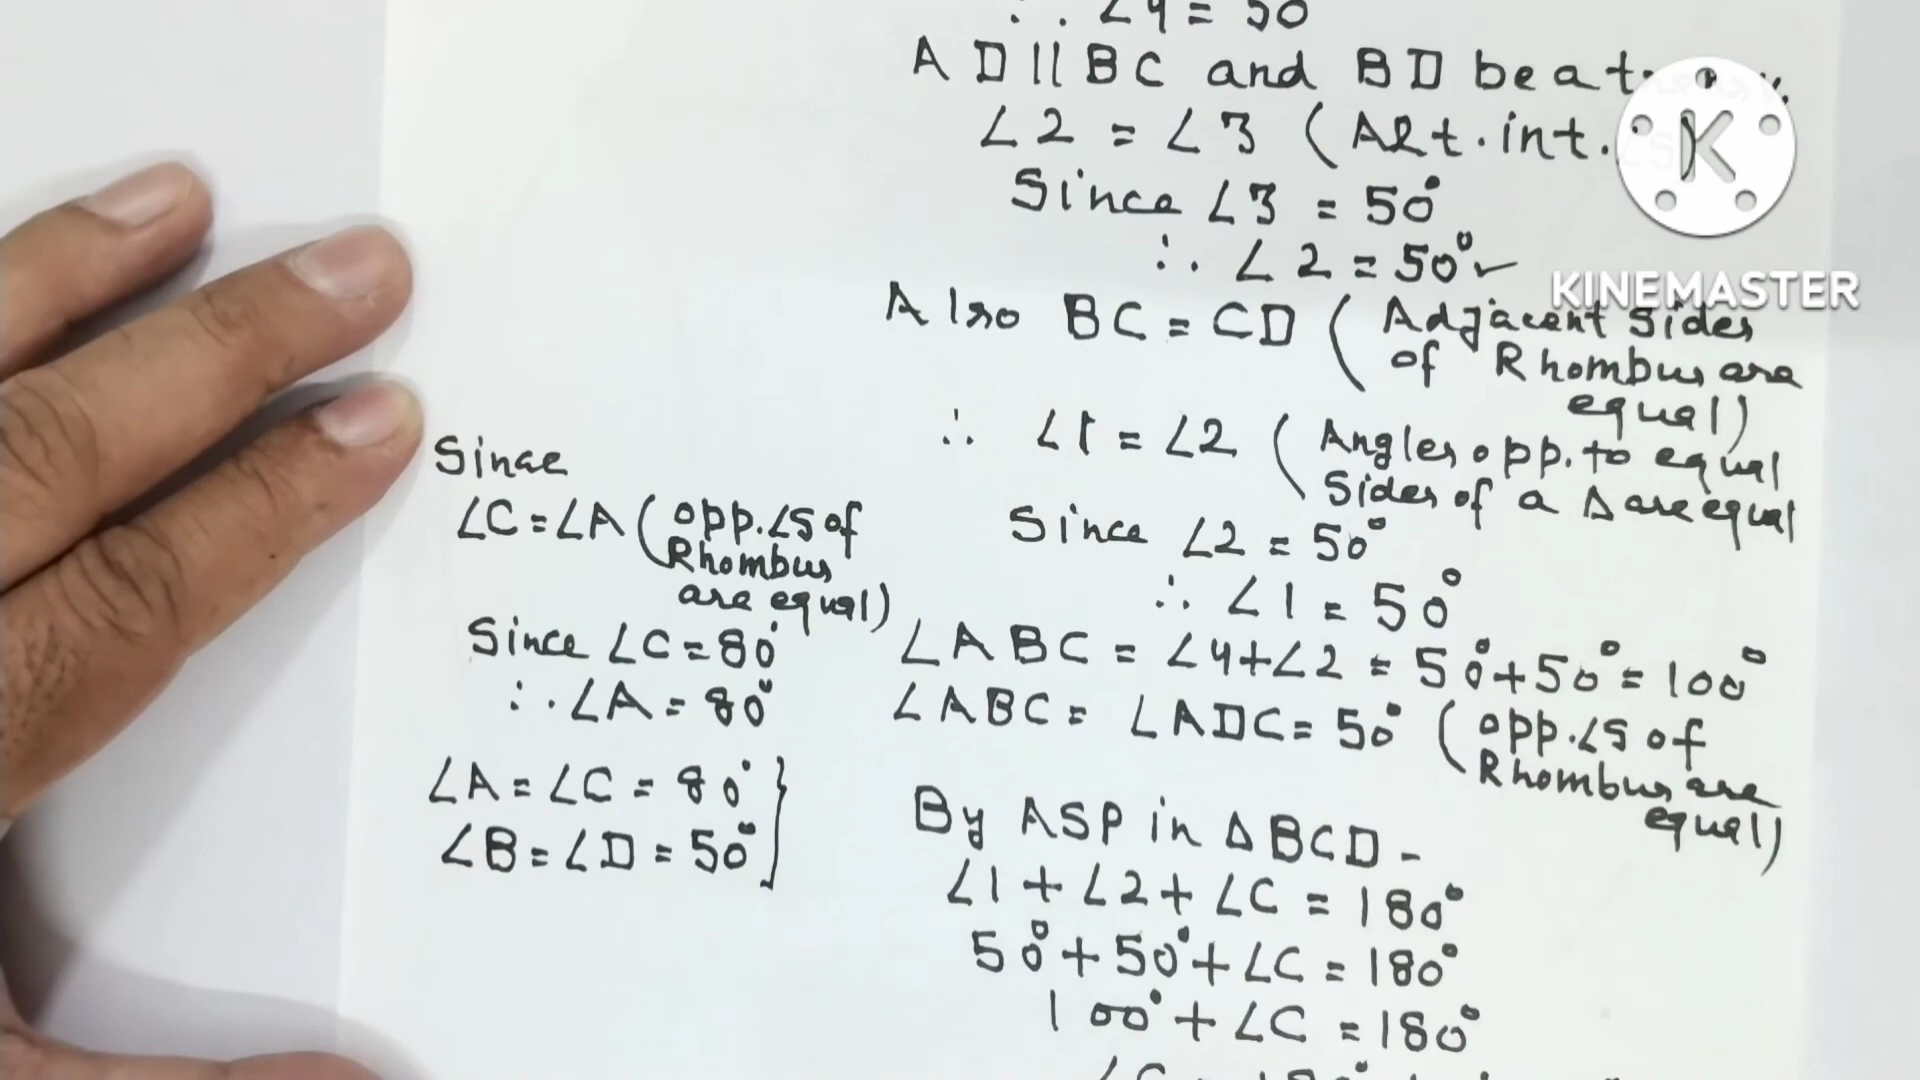 ∴ ∠4 = 50
AD||BC and BD be a
∠2 = ∠3 (Alt. int.
Since ∠3 = 50°
∴ ∠2 = 50° ✓
Also BC = CD (Adjacent sides
of Rhombus are
equal)
∴ ∠1 = ∠2 (Angles opp. to equal
Sides of a Δ are equal
Since ∠2 = 50°
∴ ∠1 = 50°
∠ABC = ∠4+∠2 = 50°+50° = 100°
∠ABC = ∠ADC = 50° (opp. ∠s of
Rhombus are
equal)
By ASP in ΔBCD -
∠1 + ∠2 + ∠C = 180°
50° + 50° + ∠C = 180°
100° + ∠C = 180°
Since
∠C = ∠A (opp. ∠s of
Rhombus
are equal)
Since ∠C = 80°
∴ ∠A = 80°
∠A = ∠C = 80°
∠B = ∠D = 50°
K
KINEMASTER